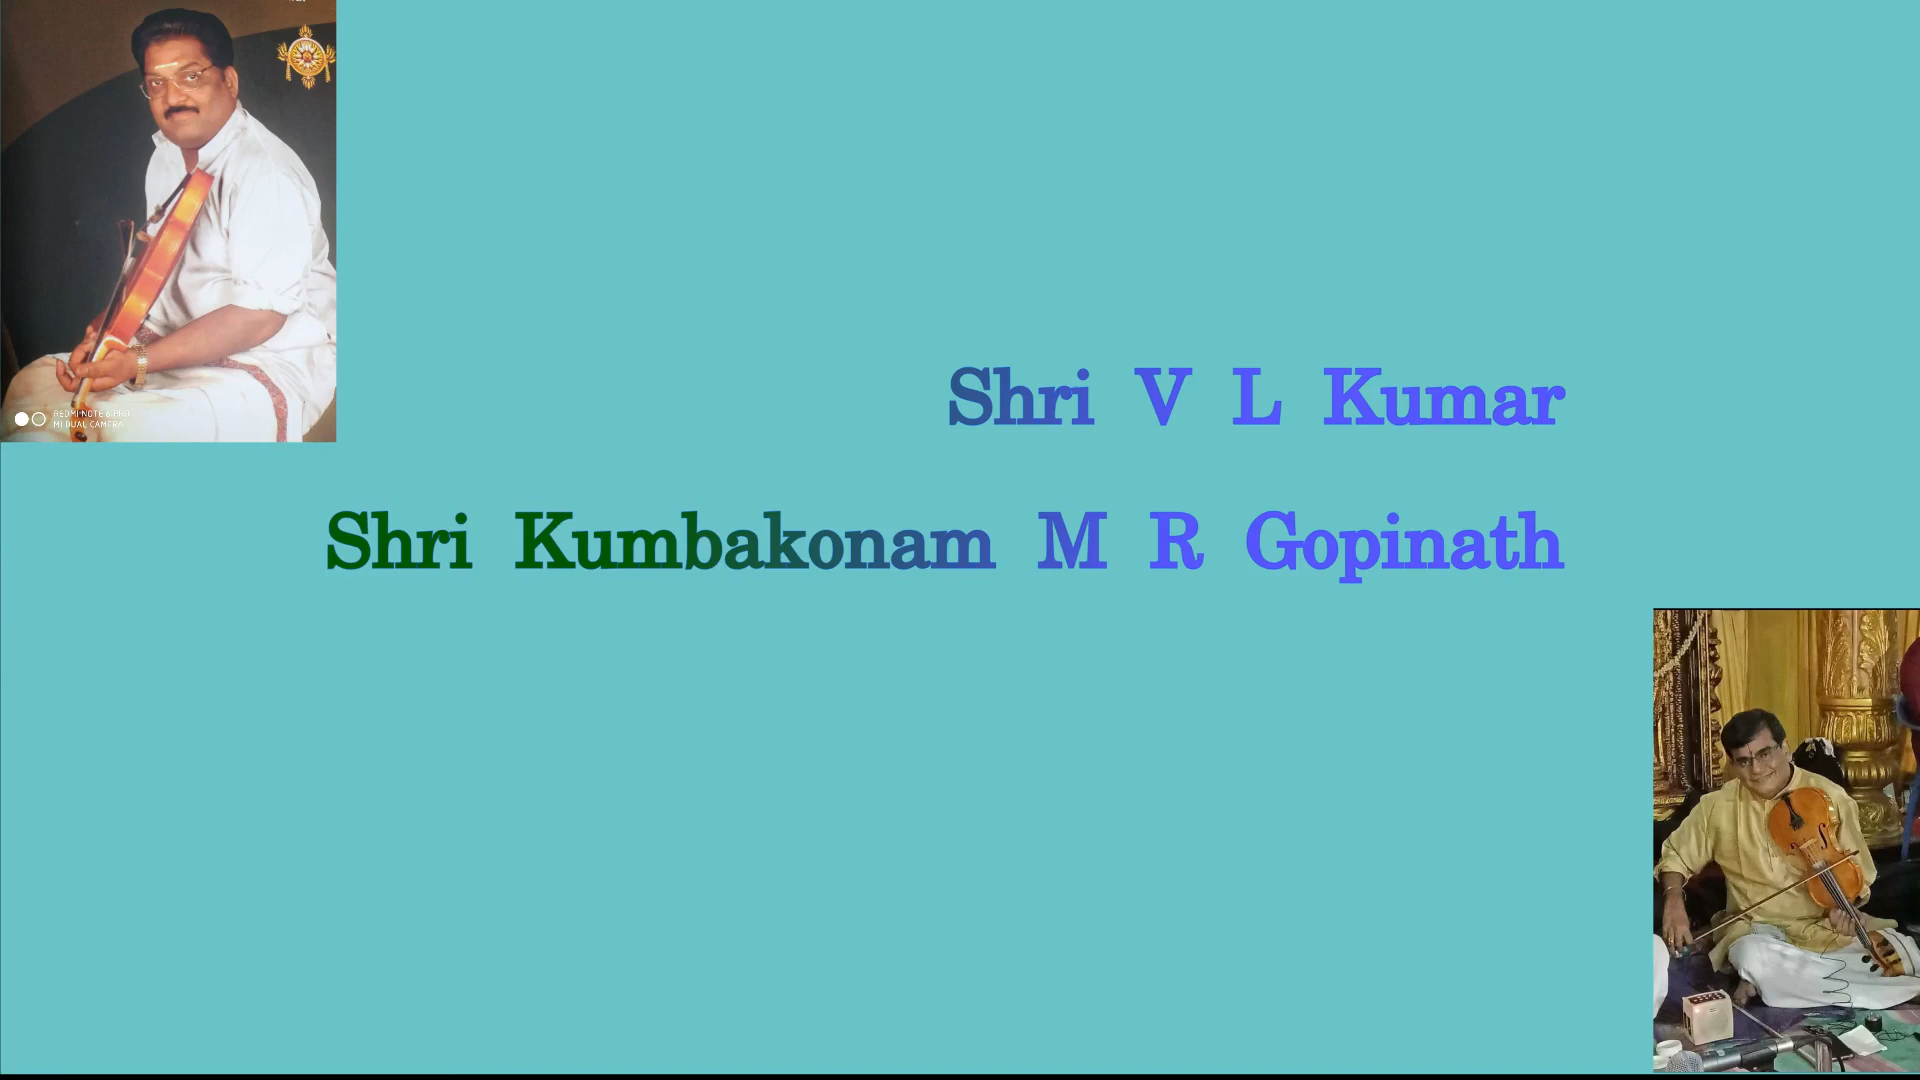 REDMI NOTE 6 PRO
MI DUAL CAMERA
Shri V L Kumar
Shri Kumbakonam M R Gopinath